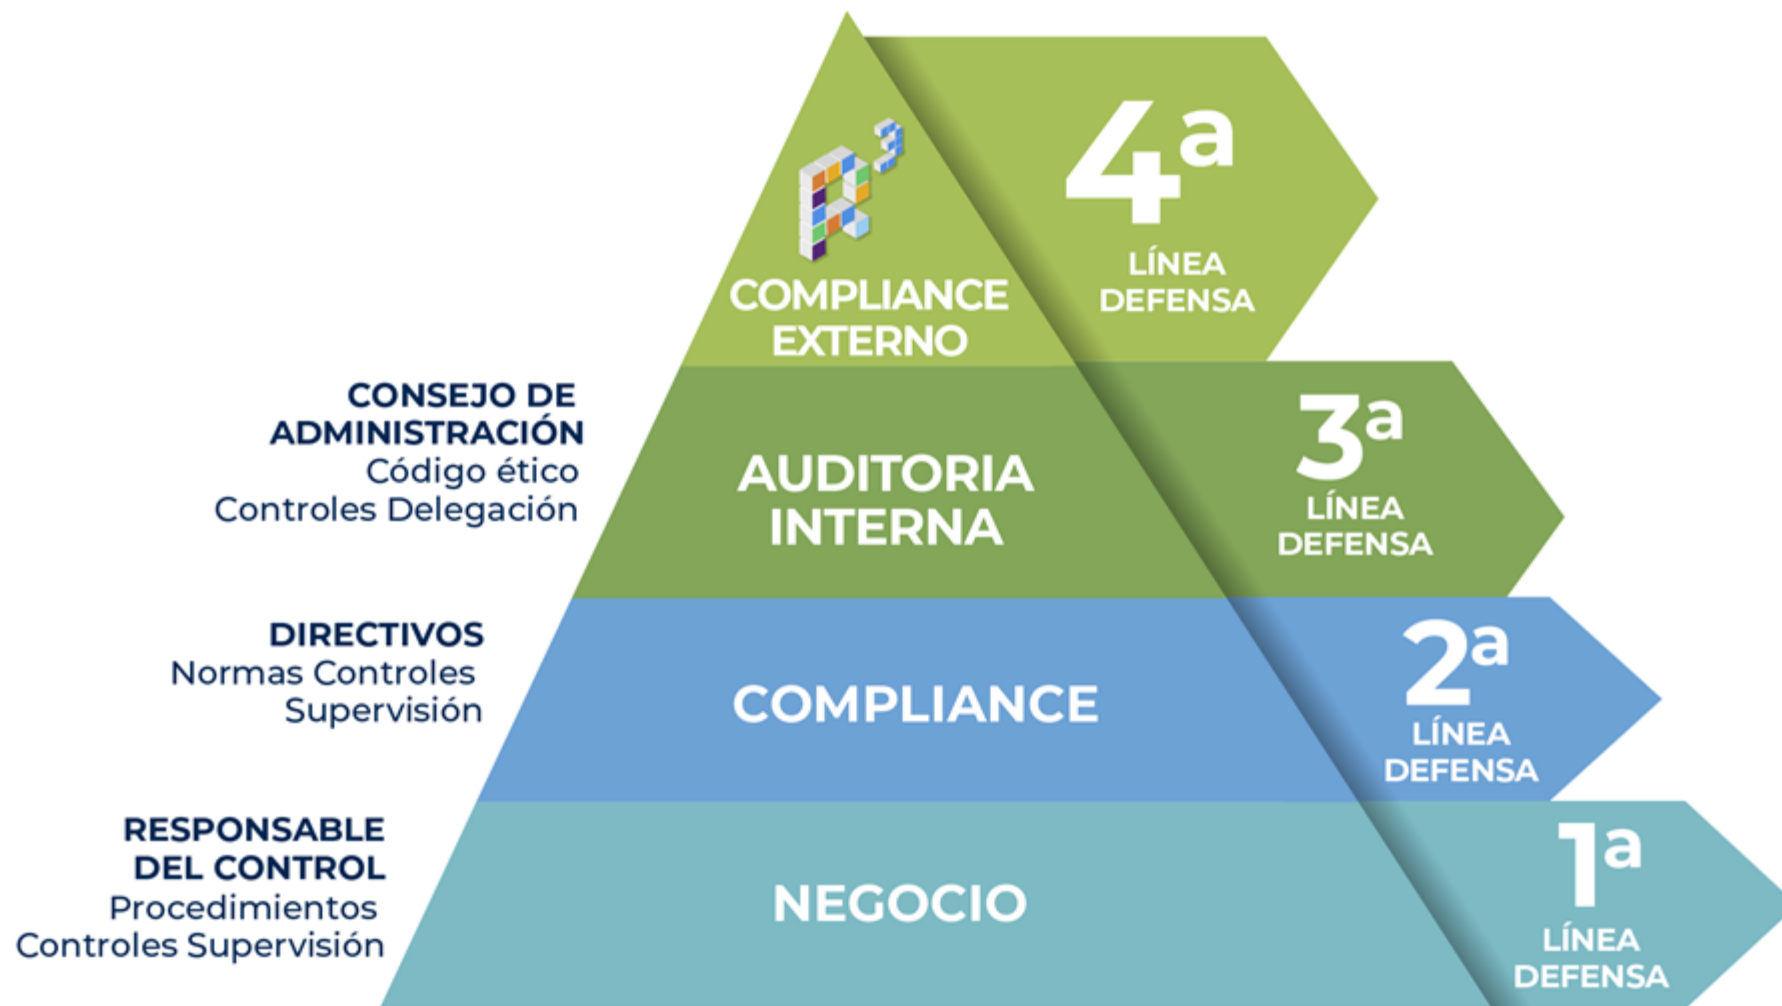 R³
COMPLIANCE
EXTERNO
4ª
LÍNEA
DEFENSA
CONSEJO DE
ADMINISTRACIÓN
Código ético
Controles Delegación
AUDITORIA
INTERNA
3ª
LÍNEA
DEFENSA
DIRECTIVOS
Normas Controles
Supervisión
COMPLIANCE
2ª
LÍNEA
DEFENSA
RESPONSABLE
DEL CONTROL
Procedimientos
Controles Supervisión
NEGOCIO
1ª
LÍNEA
DEFENSA